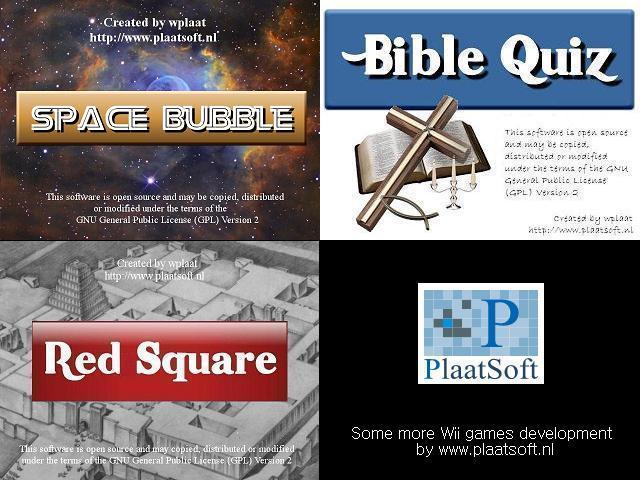 Created by wplaat
http://www.plaatsoft.nl
SPACE BUBBLE
This software is open source and may be copied, distributed
or modified under the terms of the
GNU General Public License (GPL) Version 2
Bible Quiz
This software is open source
and may be copied,
distributed or modified
under the terms of the GNU
General Public License
(GPL) Version 2
Created by wplaat
http://www.plaatsoft.nl
Created by wplaat
http://www.plaatsoft.nl
Red Square
This software is open source and may copied, distributed or modified
under the terms of the GNU General Public License (GPL) Version 2
P
PlaatSoft
Some more Wii games development
by www.plaatsoft.nl